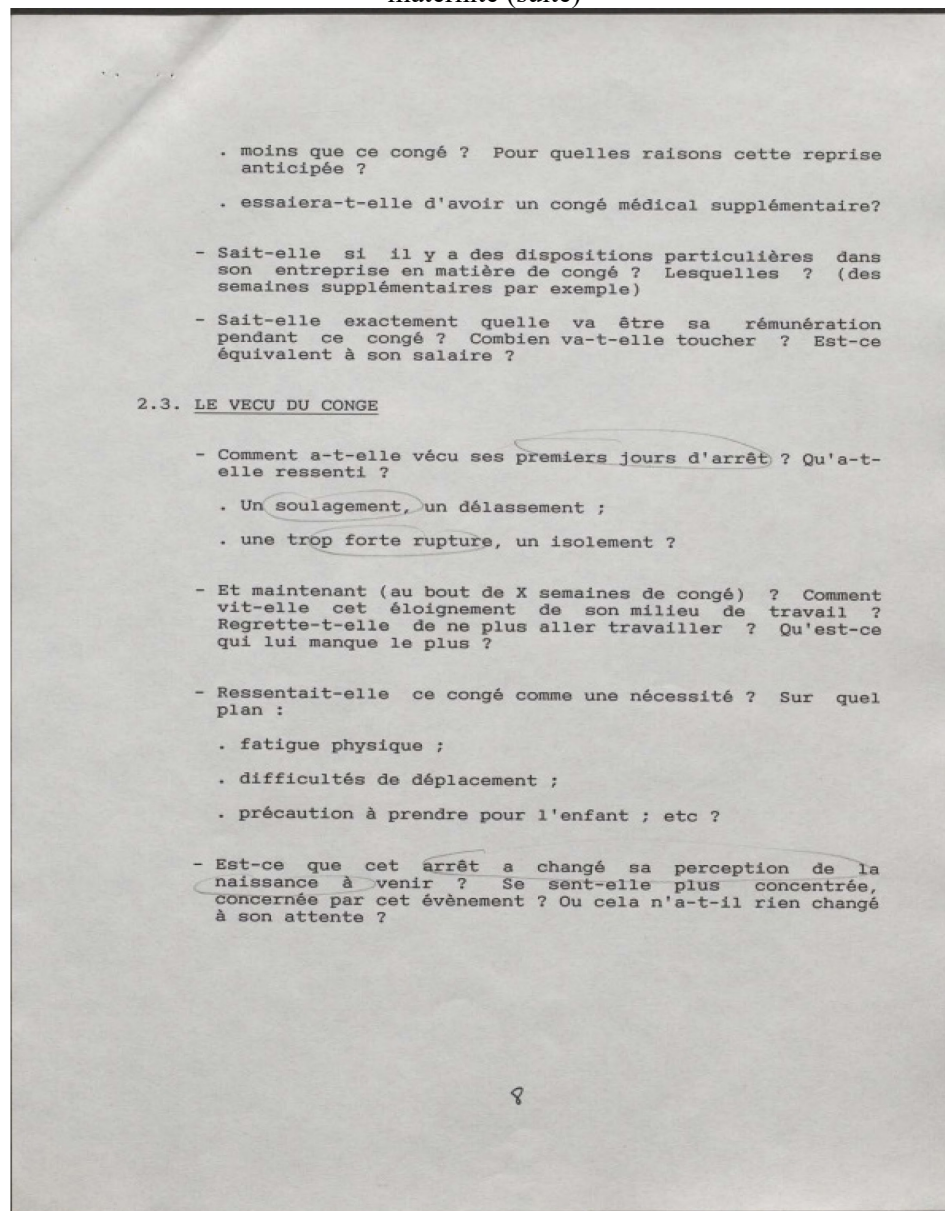 maternité (suite)
. moins que ce congé ? Pour quelles raisons cette reprise
anticipée ?
. essaiera-t-elle d'avoir un congé médical supplémentaire?
- Sait-elle si il y a des dispositions particulières dans
son entreprise en matière de congé ? Lesquelles ? (des
semaines supplémentaires par exemple)
- Sait-elle exactement quelle va être sa rémunération
pendant ce congé ? Combien va-t-elle toucher ? Est-ce
équivalent à son salaire ?
2.3. LE VECU DU CONGE
- Comment a-t-elle vécu ses premiers jours d'arrêt ? Qu'a-t-
elle ressenti ?
. Un soulagement, un délassement ;
. une trop forte rupture, un isolement ?
- Et maintenant (au bout de X semaines de congé) ? Comment
vit-elle cet éloignement de son milieu de travail ?
Regrette-t-elle de ne plus aller travailler ? Qu'est-ce
qui lui manque le plus ?
- Ressentait-elle ce congé comme une nécessité ? Sur quel
plan :
. fatigue physique ;
. difficultés de déplacement ;
. précaution à prendre pour l'enfant ; etc ?
- Est-ce que cet arrêt a changé sa perception de la
naissance à venir ? Se sent-elle plus concentrée,
concernée par cet évènement ? Ou cela n'a-t-il rien changé
à son attente ?
8